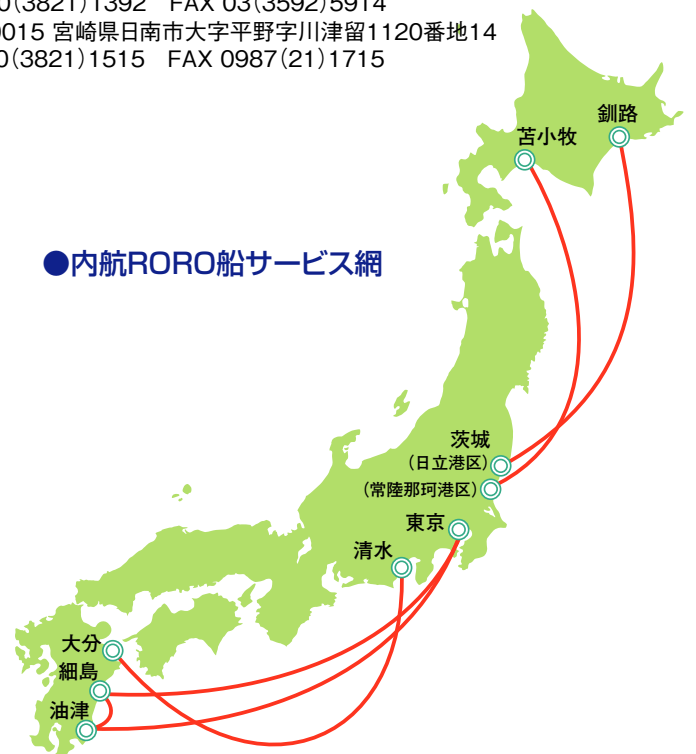 0(3821)1392　FAX 03(3592)5914
0015 宮崎県日南市大字平野字川津留1120番地14
0(3821)1515　FAX 0987(21)1715
釧路
苫小牧
●内航RORO船サービス網
茨城
(日立港区)
(常陸那珂港区)
東京
清水
大分
細島
油津